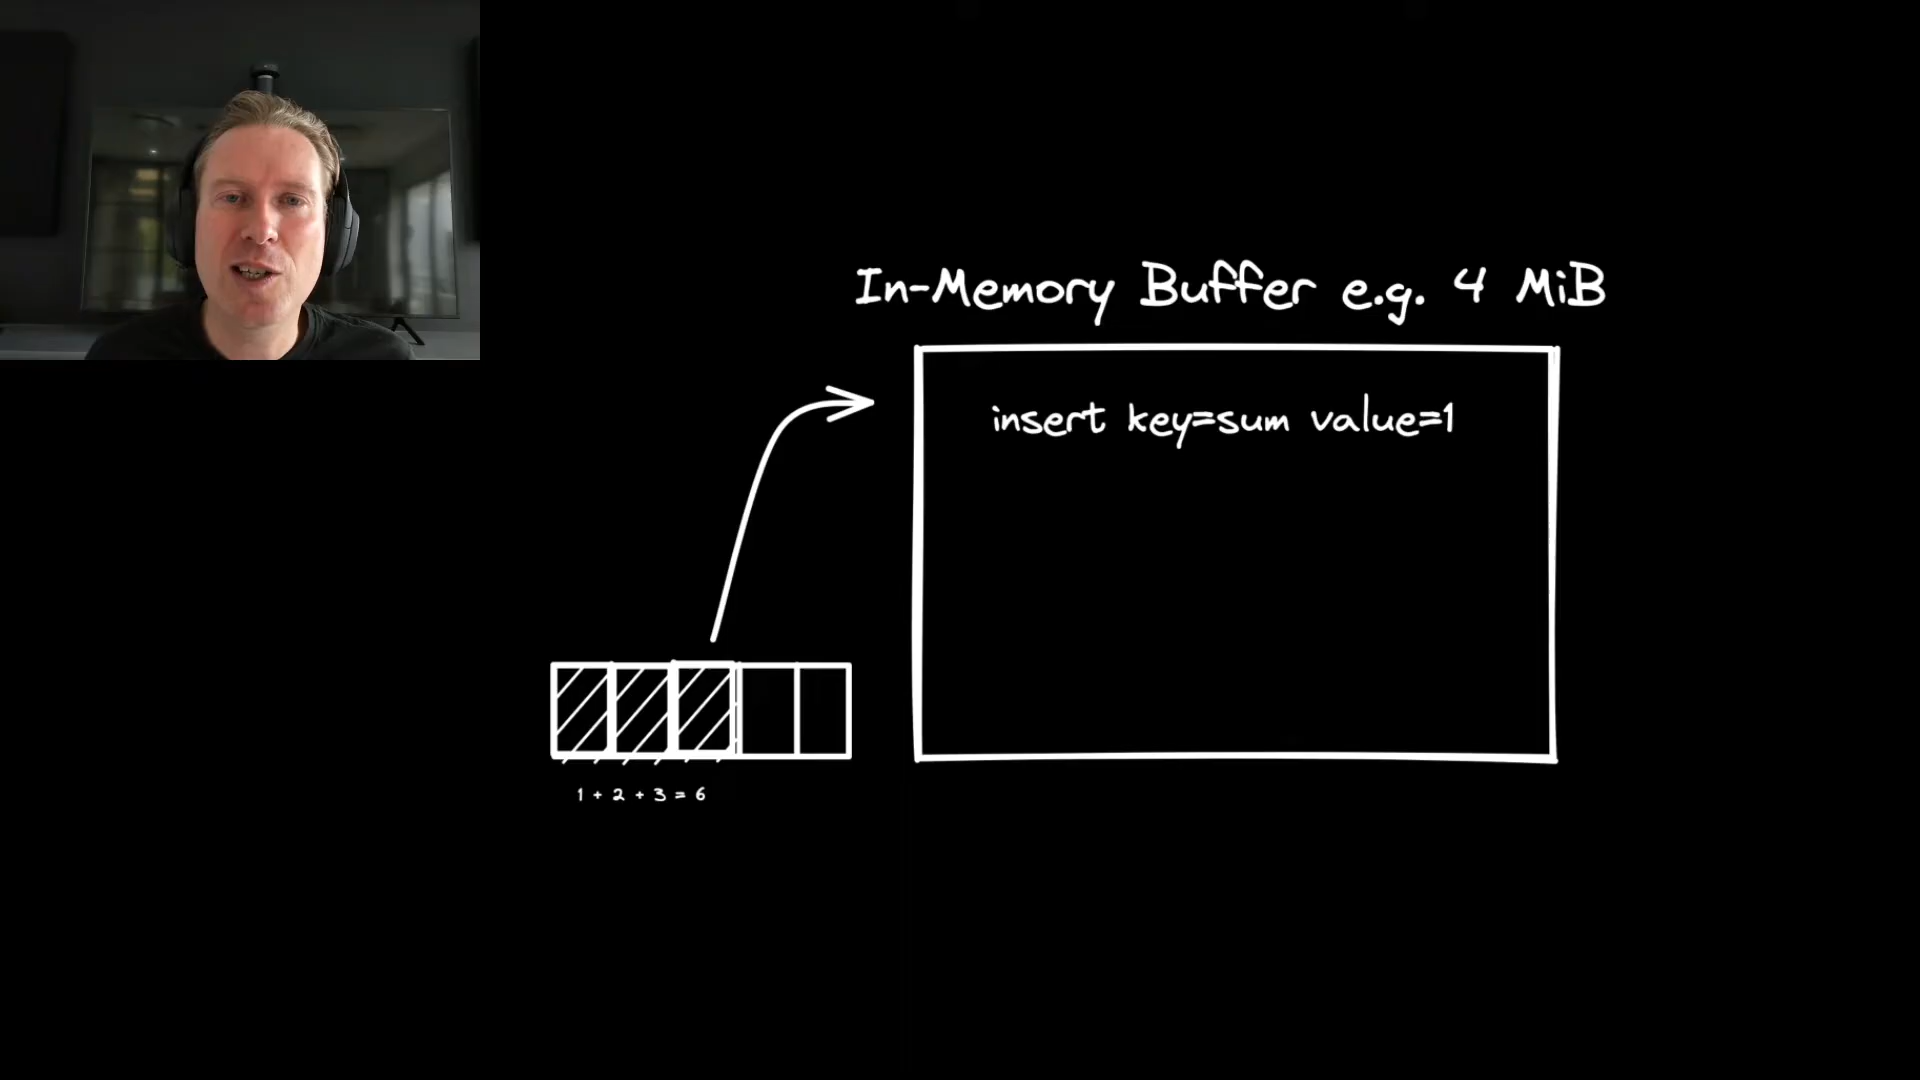 In-Memory Buffer e.g. 4 MiB
insert key=sum value=1
1 + 2 + 3 = 6